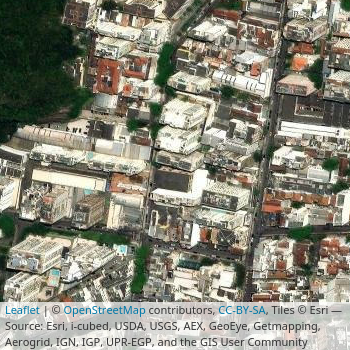 Leaflet | © OpenStreetMap contributors, CC-BY-SA, Tiles © Esri —
Source: Esri, i-cubed, USDA, USGS, AEX, GeoEye, Getmapping,
Aerogrid, IGN, IGP, UPR-EGP, and the GIS User Community